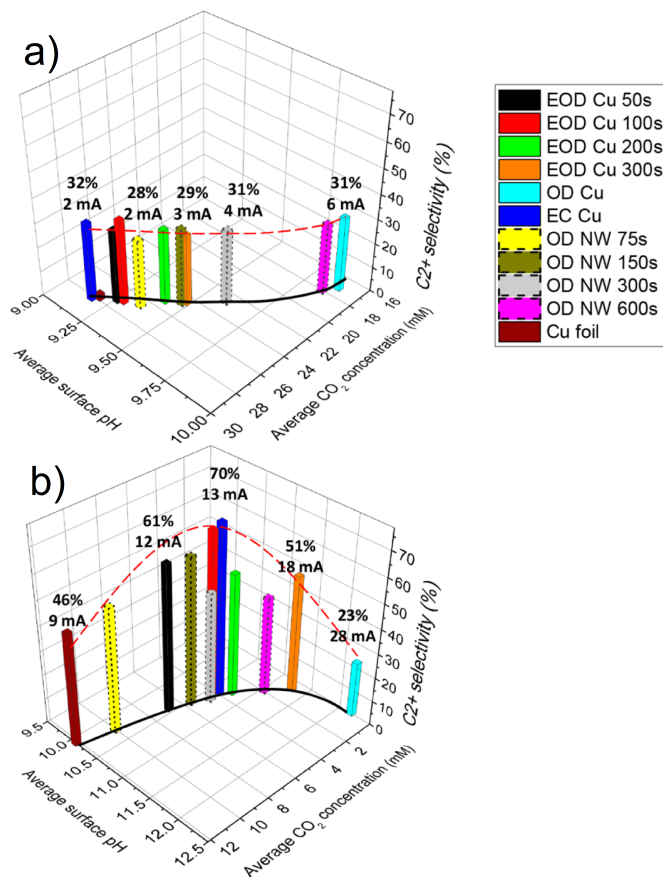 a)
70
60
50
40
30
20
10
0
C2+ selectivity (%)
32%
2 mA
28%
2 mA
29%
3 mA
31%
4 mA
31%
6 mA
9.00
9.25
9.50
9.75
10.00
Average surface pH
30
28
26
24
22
20
18
16
Average CO₂ concentration (mM)
EOD Cu 50s
EOD Cu 100s
EOD Cu 200s
EOD Cu 300s
OD Cu
EC Cu
OD NW 75s
OD NW 150s
OD NW 300s
OD NW 600s
Cu foil
b)
70%
13 mA
61%
12 mA
51%
18 mA
46%
9 mA
23%
28 mA
70
60
50
40
30
20
10
0
C2+ selectivity (%)
9.5
10.0
10.5
11.0
11.5
12.0
12.5
Average surface pH
12
10
8
6
4
2
Average CO₂ concentration (mM)